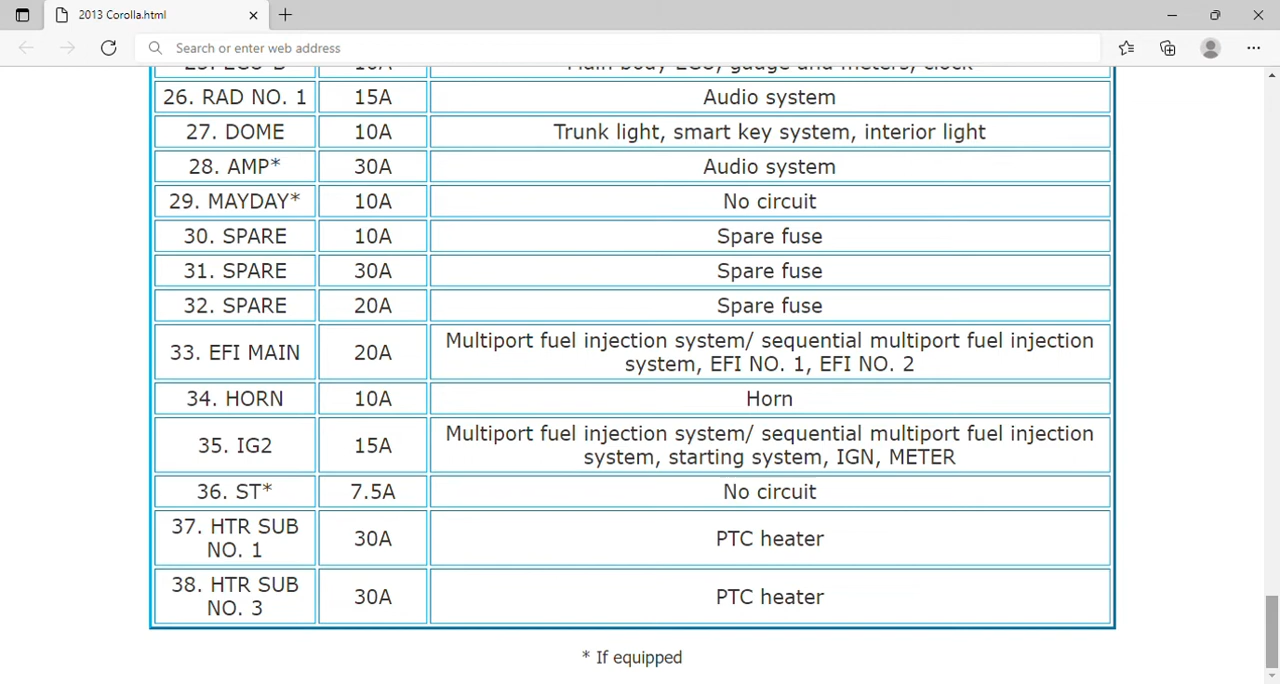 2013 Corolla.html
Search or enter web address
26. RAD NO. 1 15A Audio system
27. DOME 10A Trunk light, smart key system, interior light
28. AMP* 30A Audio system
29. MAYDAY* 10A No circuit
30. SPARE 10A Spare fuse
31. SPARE 30A Spare fuse
32. SPARE 20A Spare fuse
33. EFI MAIN 20A Multiport fuel injection system/ sequential multiport fuel injection
system, EFI NO. 1, EFI NO. 2
34. HORN 10A Horn
35. IG2 15A Multiport fuel injection system/ sequential multiport fuel injection
system, starting system, IGN, METER
36. ST* 7.5A No circuit
37. HTR SUB
NO. 1 30A PTC heater
38. HTR SUB
NO. 3 30A PTC heater
* If equipped